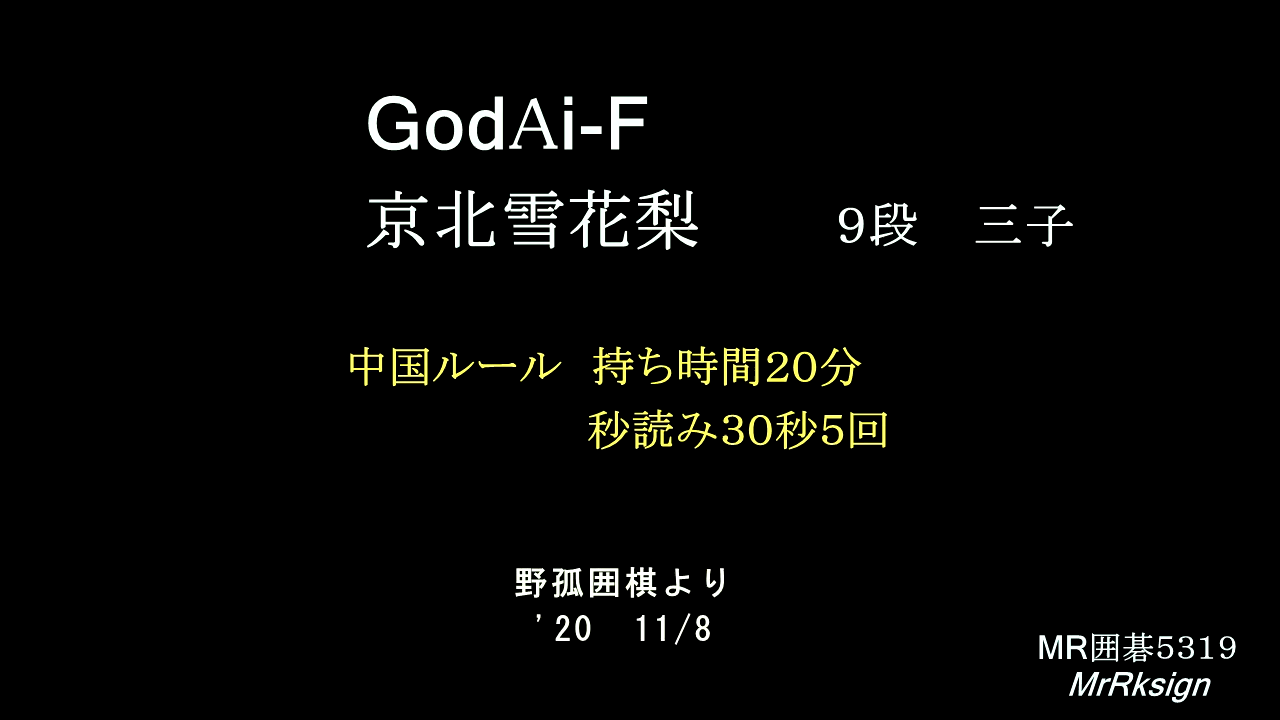 GodAi-F
京北雪花梨　　9段　三子
中国ルール　持ち時間20分
秒読み30秒5回
野孤囲棋より
'20　11/8
MR囲碁5319
MrRksign